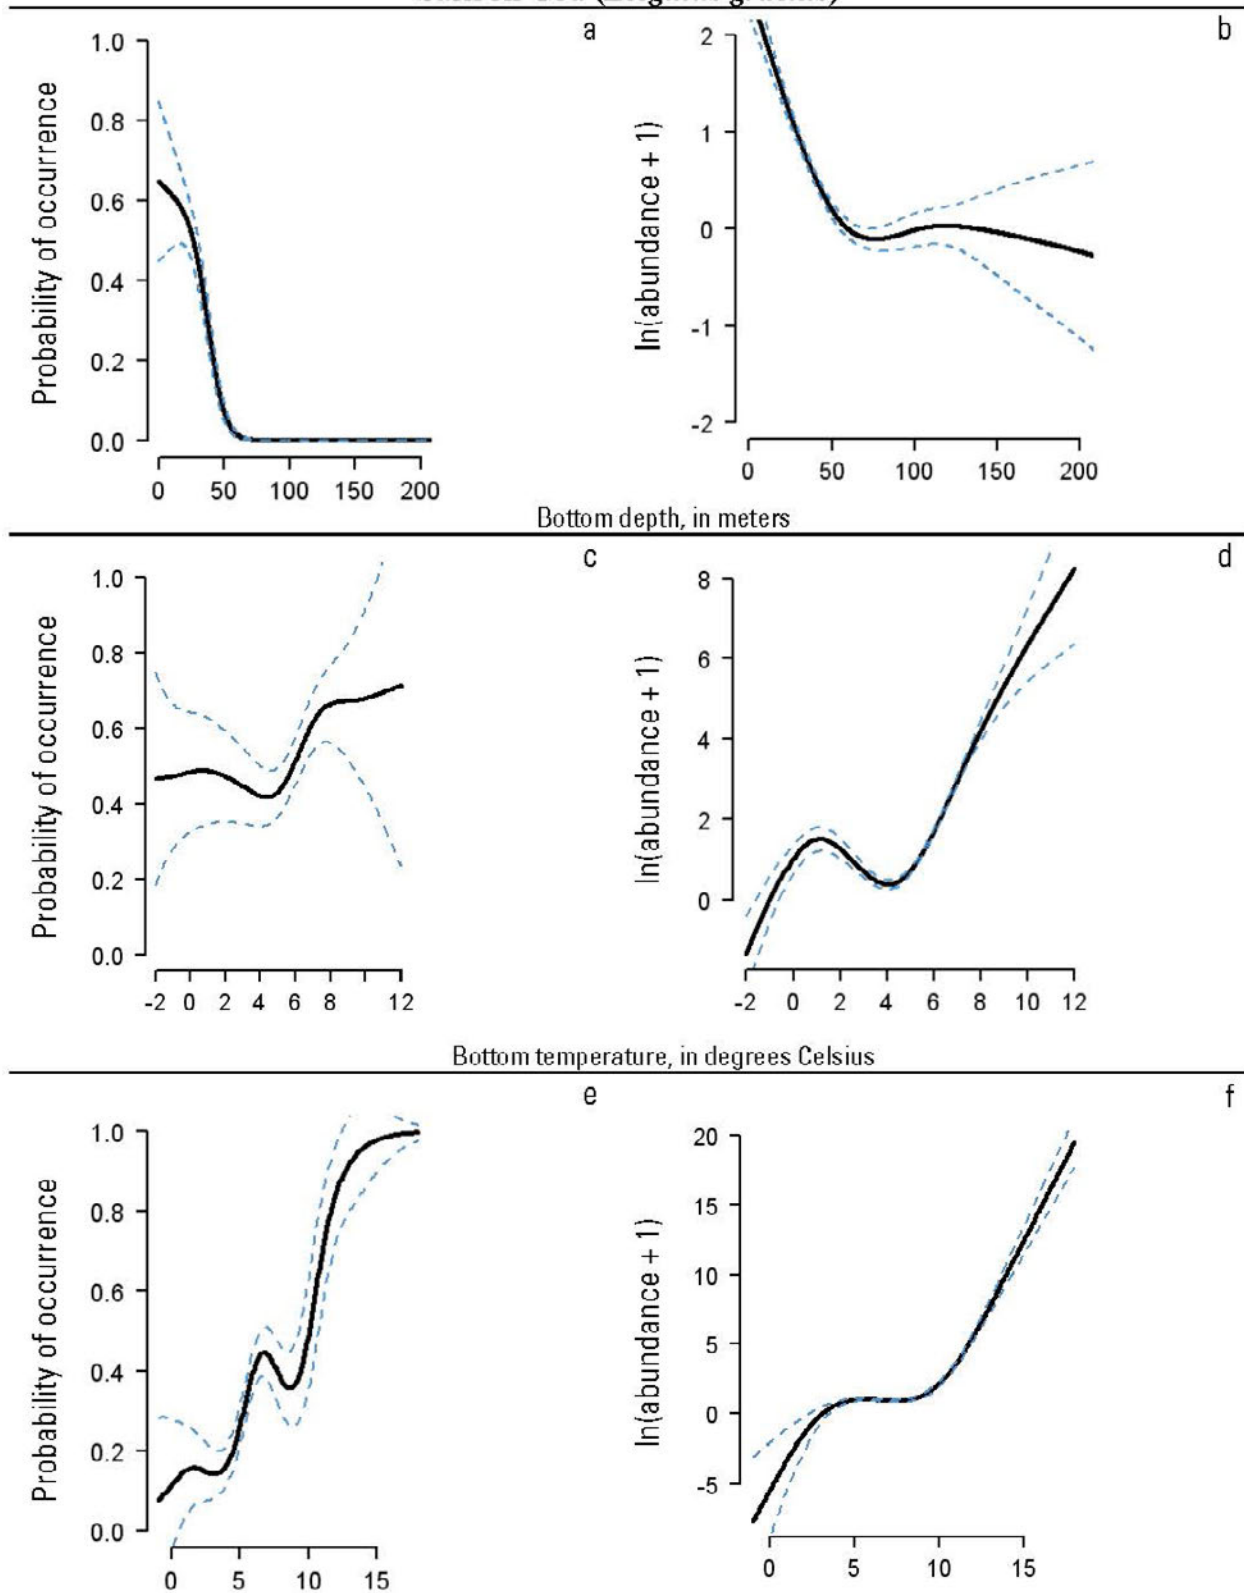 a
b
1.0
0.8
0.6
0.4
0.2
0.0
Probability of occurrence
0 50 100 150 200
2
1
0
-1
-2
ln(abundance + 1)
0 50 100 150 200
Bottom depth, in meters
c
d
1.0
0.8
0.6
0.4
0.2
0.0
Probability of occurrence
-2 0 2 4 6 8 12
8
6
4
2
0
ln(abundance + 1)
-2 0 2 4 6 8 10 12
Bottom temperature, in degrees Celsius
e
f
1.0
0.8
0.6
0.4
0.2
0.0
Probability of occurrence
0 5 10 15
20
15
10
5
0
-5
ln(abundance + 1)
0 5 10 15